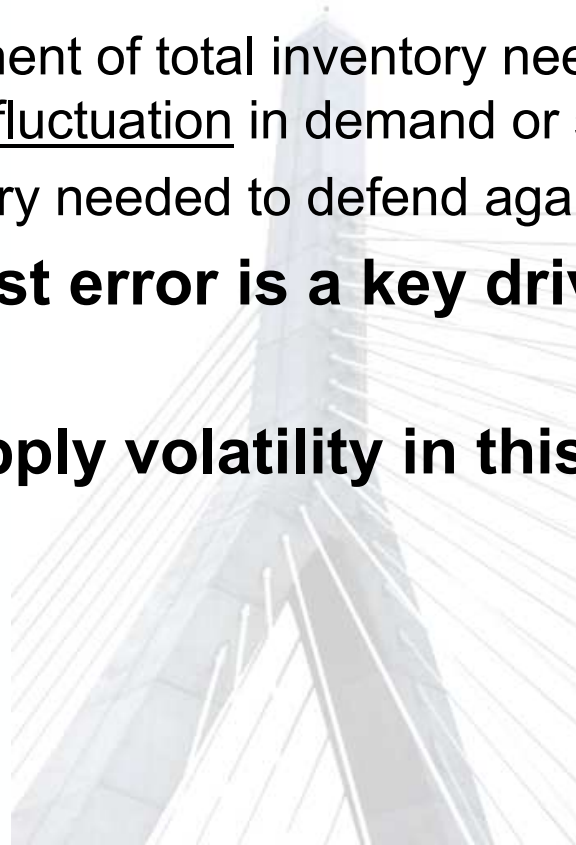 nent of total inventory nee
fluctuation in demand or
ry needed to defend aga
st error is a key driv
pply volatility in this